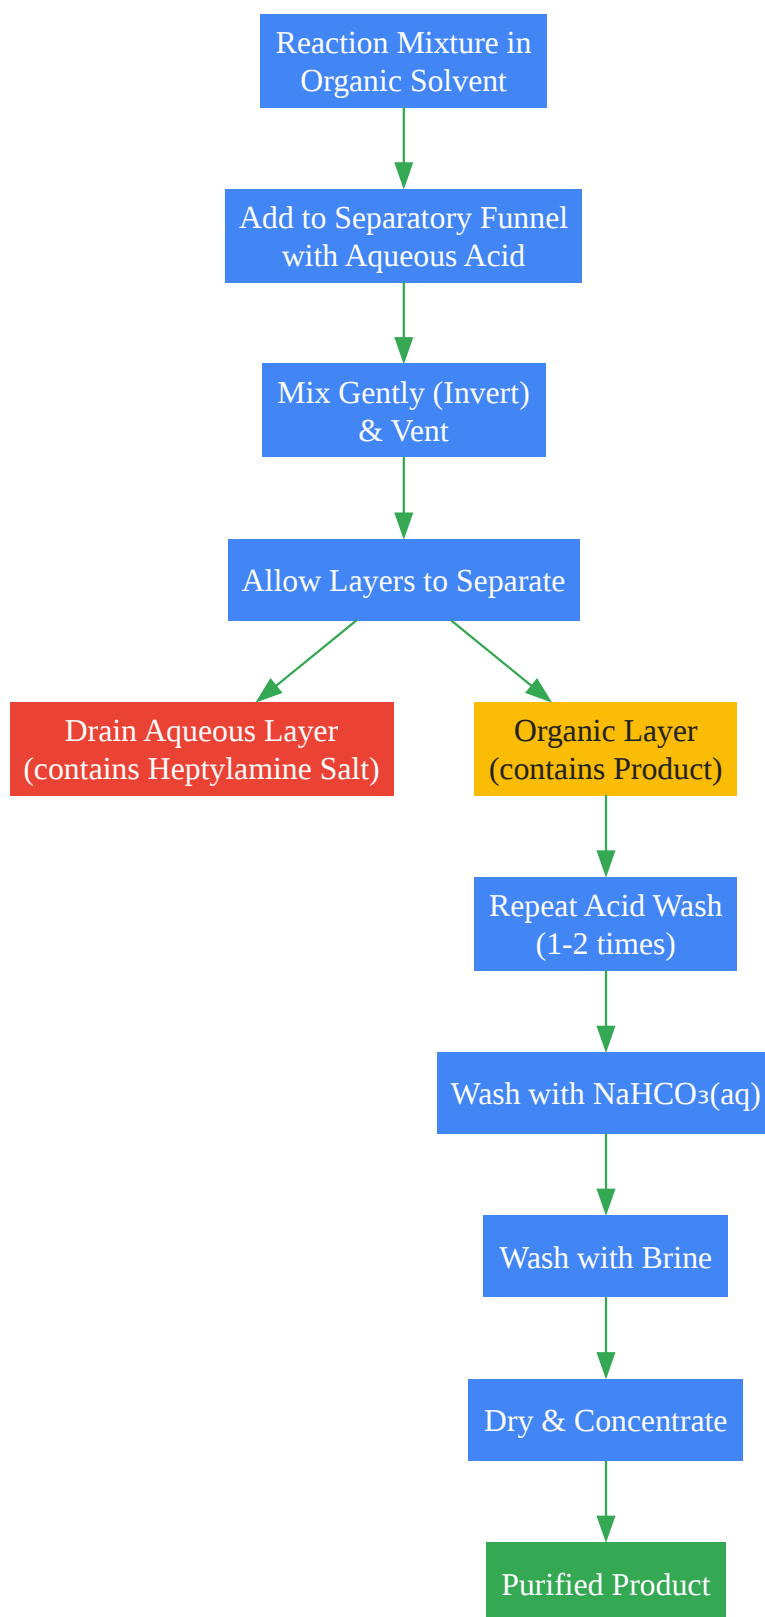 Reaction Mixture in
Organic Solvent
Add to Separatory Funnel
with Aqueous Acid
Mix Gently (Invert)
& Vent
Allow Layers to Separate
Drain Aqueous Layer
(contains Heptylamine Salt)
Organic Layer
(contains Product)
Repeat Acid Wash
(1-2 times)
Wash with NaHCO₃(aq)
Wash with Brine
Dry & Concentrate
Purified Product